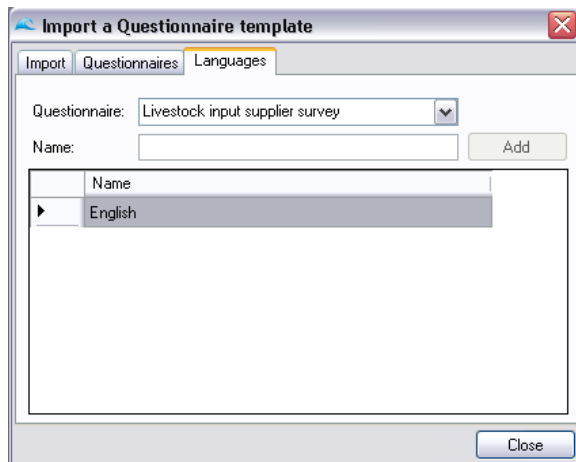 Import a Questionnaire template
Import Questionnaires Languages
Questionnaire: Livestock input supplier survey
Name: Add
Name
English
Close